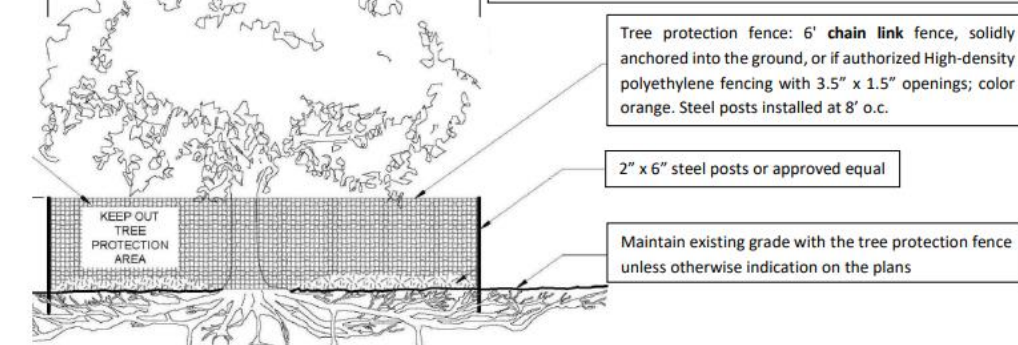 Tree protection fence: 6' chain link fence, solidly
anchored into the ground, or if authorized High-density
polyethylene fencing with 3.5” x 1.5” openings; color
orange. Steel posts installed at 8’ o.c.
2” x 6” steel posts or approved equal
KEEP OUT
TREE
PROTECTION
AREA
Maintain existing grade with the tree protection fence
unless otherwise indication on the plans